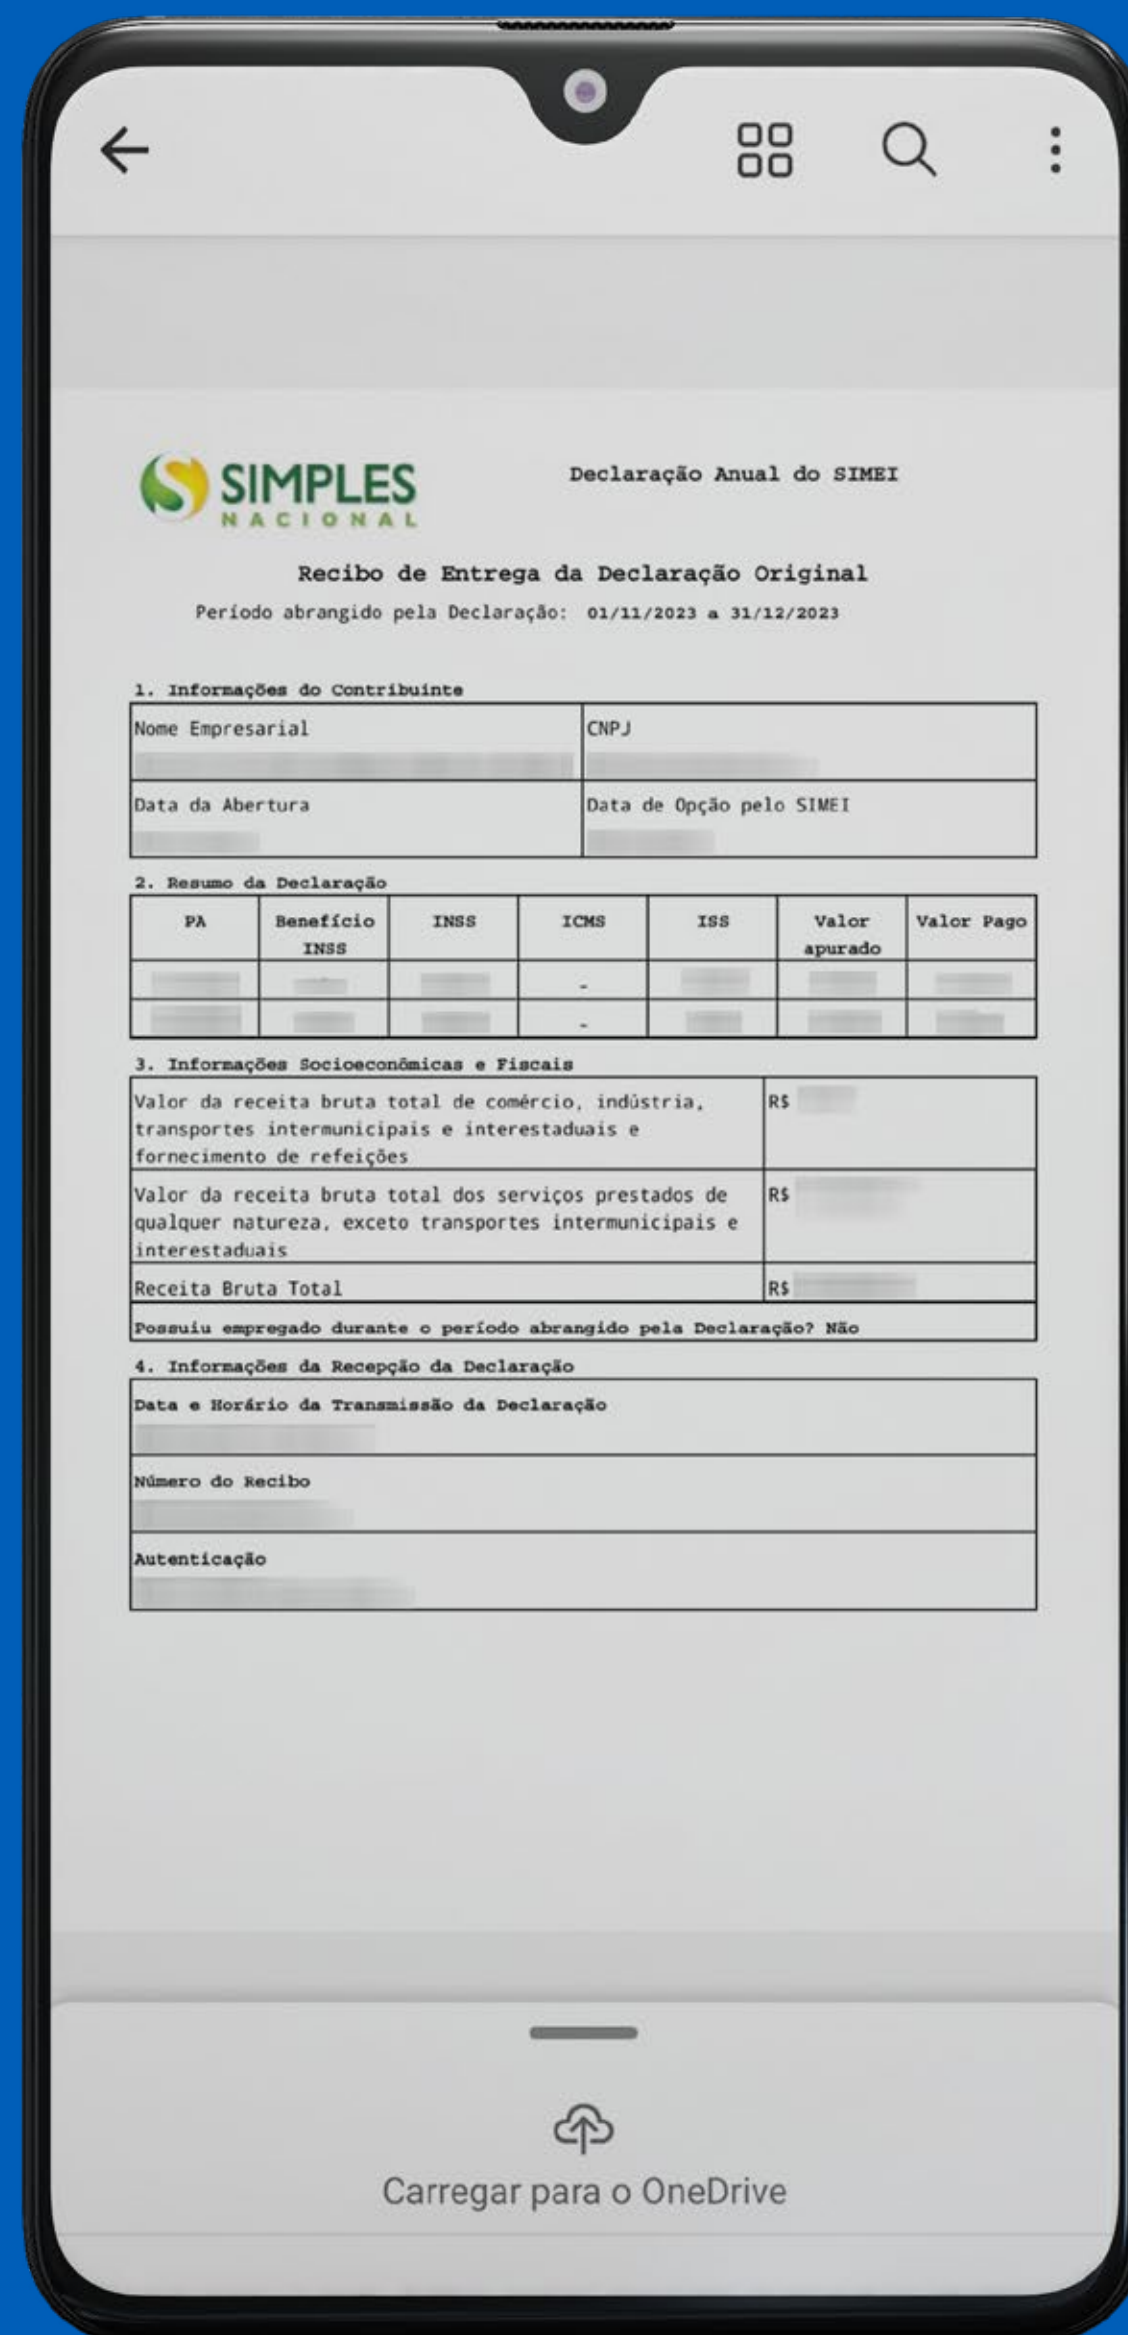 SIMPLES
NACIONAL
Declaração Anual do SIMEI
Recibo de Entrega da Declaração Original
Período abrangido pela Declaração: 01/11/2023 a 31/12/2023
1. Informações do Contribuinte
Nome Empresarial CNPJ
Data da Abertura Data de Opção pelo SIMEI
2. Resumo da Declaração
PA Benefício INSS INSS ICMS ISS Valor apurado Valor Pago
-
-
3. Informações Socioeconômicas e Fiscais
Valor da receita bruta total de comércio, indústria, R$
transportes intermunicipais e interestaduais e
fornecimento de refeições
Valor da receita bruta total dos serviços prestados de R$
qualquer natureza, exceto transportes intermunicipais e
interestaduais
Receita Bruta Total R$
Possuiu empregado durante o período abrangido pela Declaração? Não
4. Informações da Recepção da Declaração
Data e Horário da Transmissão da Declaração
Número do Recibo
Autenticação
Carregar para o OneDrive